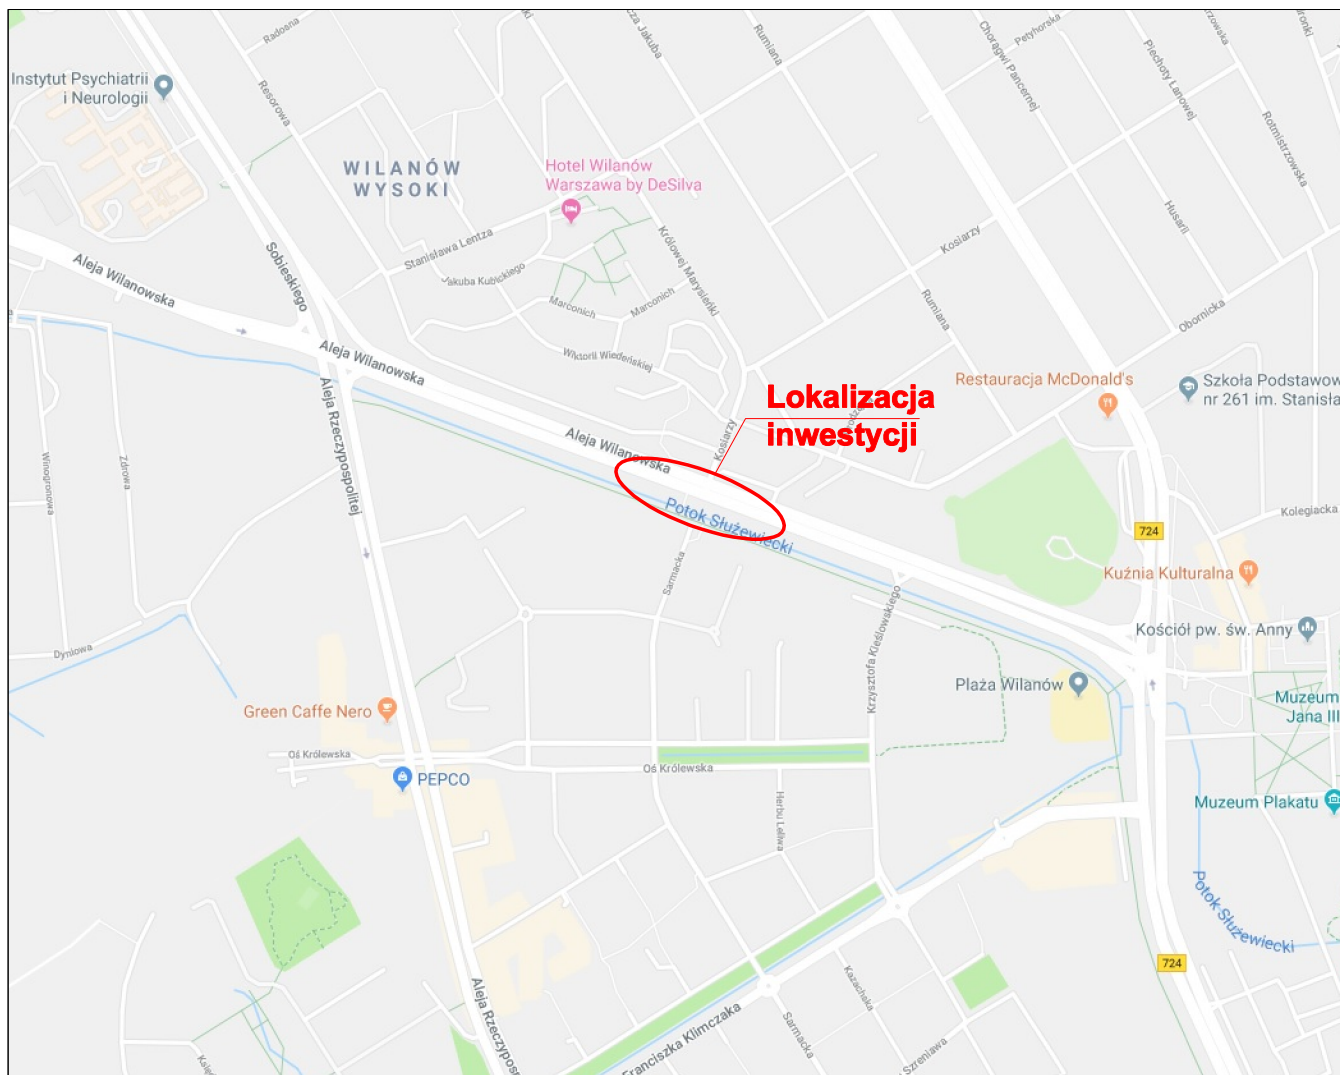 Radosna
cza Jakuba
Rumiana
Chorągwi Pancernej
Petyhorska
Piechoty Łanowej
Rotmistrzowska
Instytut Psychiatrii
i Neurologii
Resorowa
WILANÓW
WYSOKI
Hotel Wilanów
Warszawa by DeSilva
Husarii
Kosiarzy
Królowej Marysieńki
Stanisława Lentza
Sobieskiego
Jakuba Kubickiego
Aleja Wilanowska
Marconich
Marconich
Rumiana
Obornicka
Aleja Wilanowska
Wiktorii Wiedeńskiej
Restauracja McDonald's
Szkoła Podstawow
nr 261 im. Stanisła
Lokalizacja
inwestycji
Aleja Rzeczypospolitej
Kosiarzy
Aleja Wilanowska
Winogronowa
Zdrowa
Potok Służewiecki
Kolegiacka
724
Sarmacka
Kuźnia Kulturalna
Krzysztofa Kieślowskiego
Kościół pw. św. Anny
Dyniowa
Plaża Wilanów
Muzeum
Jana III
Green Caffe Nero
Oś Królewska
Oś Królewska
PEPCO
Herbu Leliwa
Muzeum Plakatu
Potok Służewiecki
724
Kazachska
Aleja Rzeczyposp
Sarmacka
Franciszka Klimczaka
Szreniawa